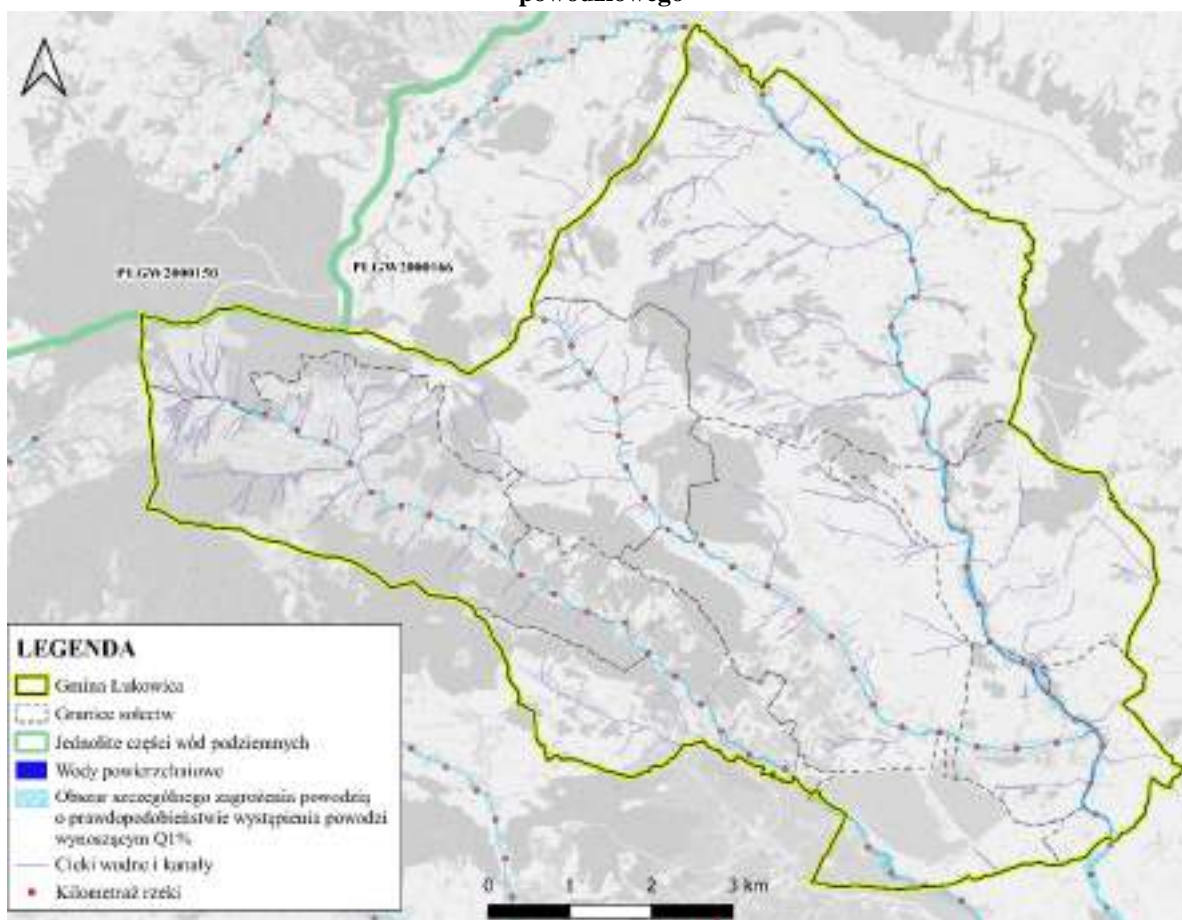 powodziowego
PLGW2000150
PLGW2000166
LEGENDA
Gmina Łukowica
Granice sołectw
Jednolite części wód podziemnych
Wody powierzchniowe
Obszar szczególnego zagrożenia powodzią
o prawdopodobieństwie wystąpienia powodzi
wynoszącym Q1%
Cieki wodne i kanały
Kilometraż rzeki
0 1 2 3 km